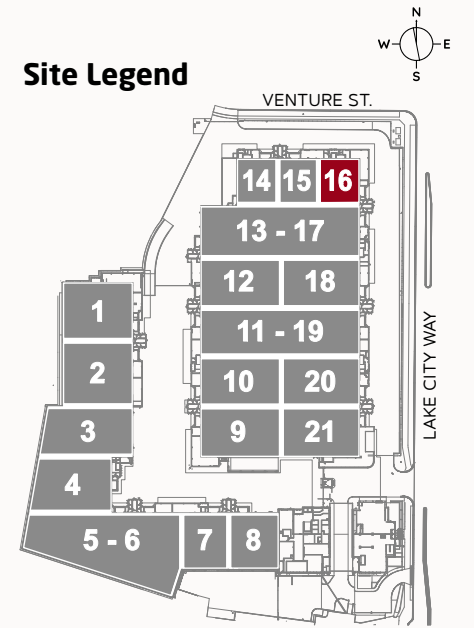 N
W E
S
Site Legend
VENTURE ST.
14 15 16
13 - 17
12 18
1
11 - 19
LAKE CITY WAY
2
10 20
3
9 21
4
5 - 6 7 8